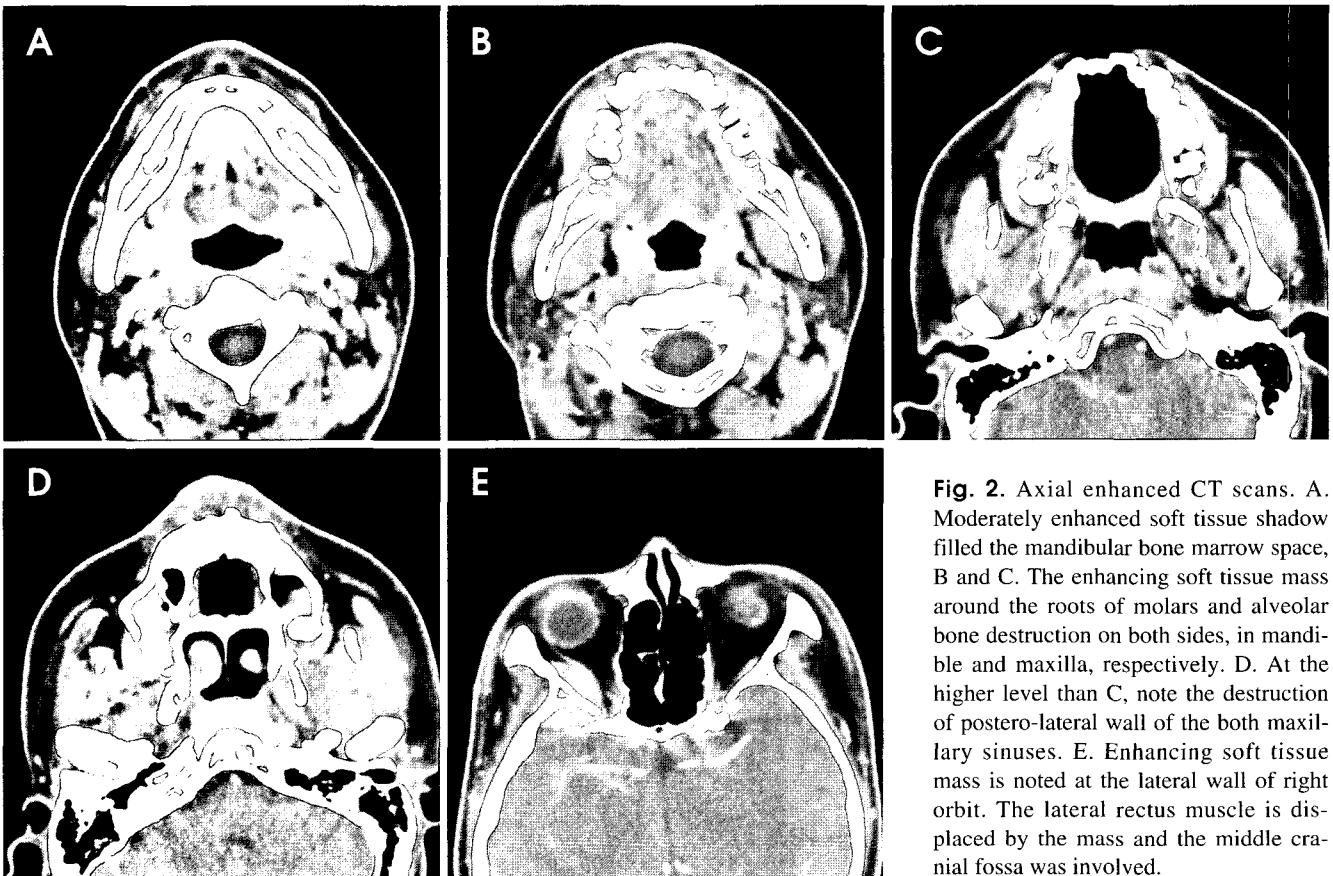 A
B
C
D
E
Fig. 2. Axial enhanced CT scans. A.
Moderately enhanced soft tissue shadow
filled the mandibular bone marrow space,
B and C. The enhancing soft tissue mass
around the roots of molars and alveolar
bone destruction on both sides, in mandi-
ble and maxilla, respectively. D. At the
higher level than C, note the destruction
of postero-lateral wall of the both maxil-
lary sinuses. E. Enhancing soft tissue
mass is noted at the lateral wall of right
orbit. The lateral rectus muscle is dis-
placed by the mass and the middle cra-
nial fossa was involved.